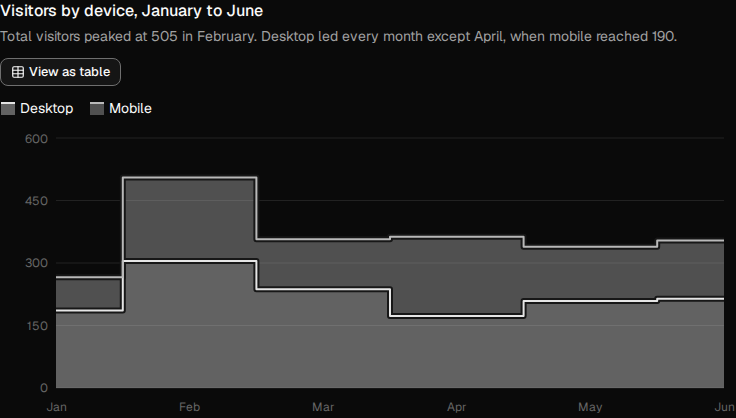 Visitors by device, January to June
Total visitors peaked at 505 in February. Desktop led every month except April, when mobile reached 190.
View as table
Desktop Mobile
600
450
300
150
0
Jan Feb Mar Apr May Jun